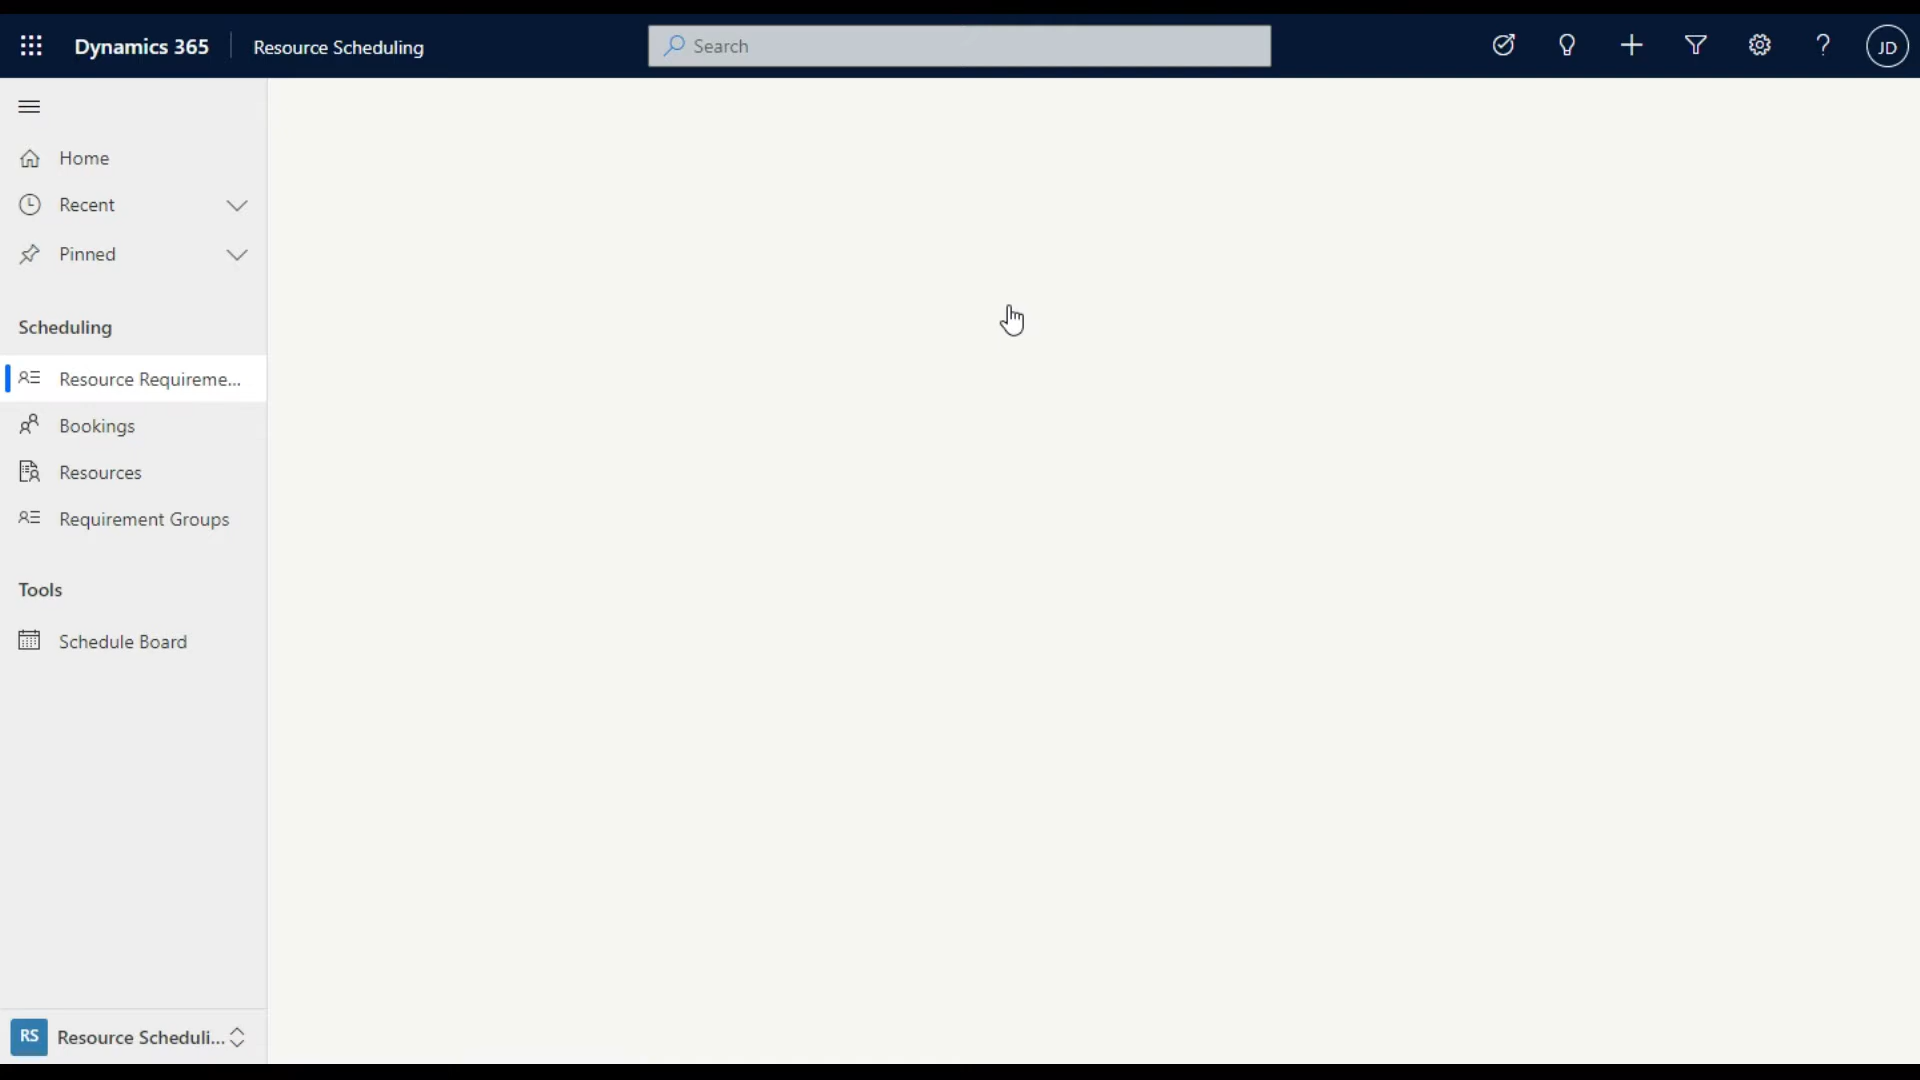 Dynamics 365
Resource Scheduling
Search
JD
Home
Recent
Pinned
Scheduling
Resource Requireme...
Bookings
Resources
Requirement Groups
Tools
Schedule Board
RS
Resource Scheduli...